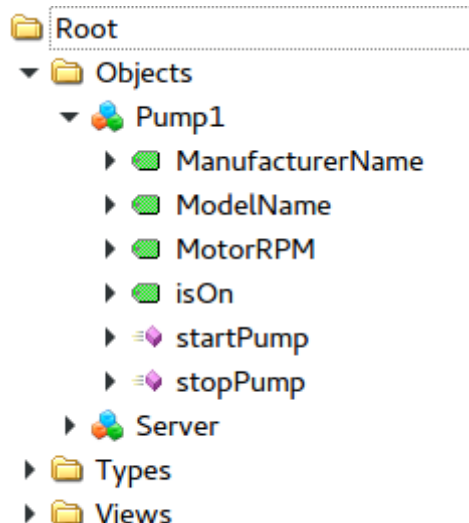 Root
Objects
Pump1
ManufacturerName
ModelName
MotorRPM
isOn
startPump
stopPump
Server
Types
Views